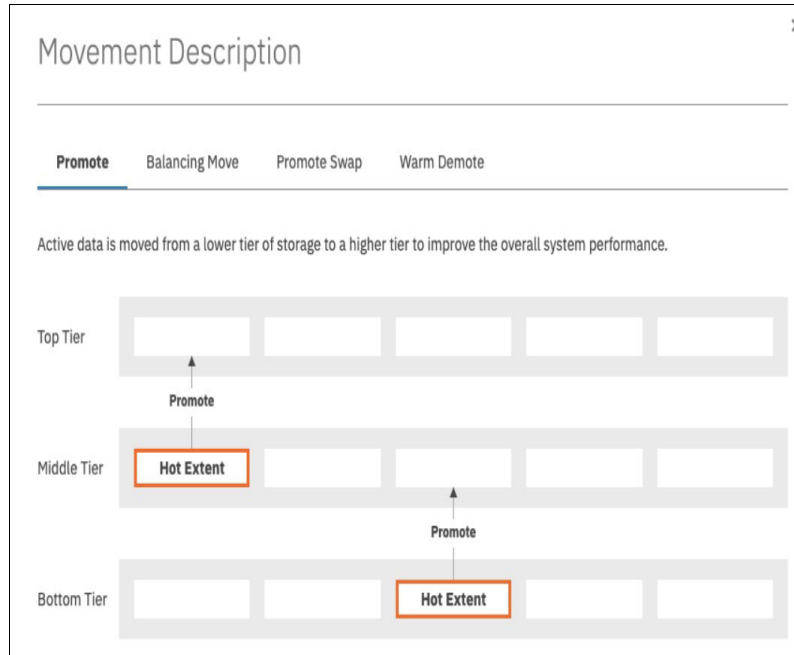 Movement Description
Promote Balancing Move Promote Swap Warm Demote
Active data is moved from a lower tier of storage to a higher tier to improve the overall system performance.
Top Tier
Promote
Middle Tier Hot Extent
Promote
Bottom Tier Hot Extent